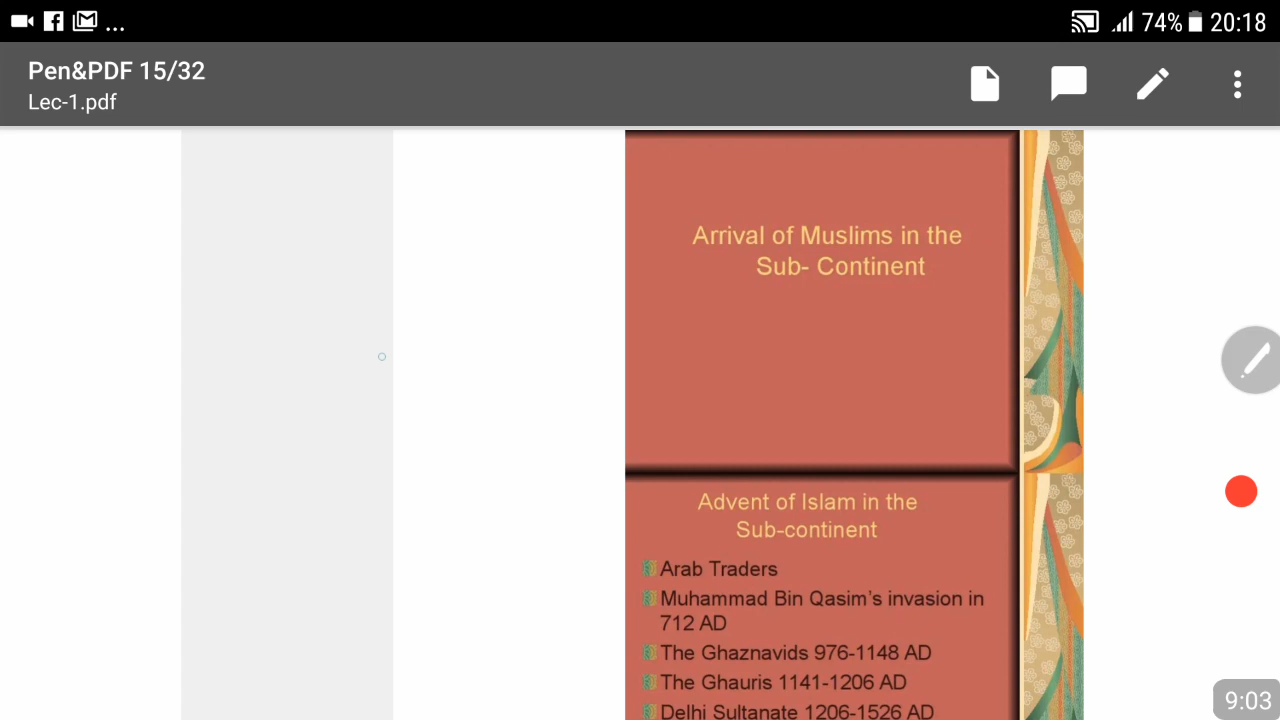 ... 74% 20:18
Pen&PDF 15/32
Lec-1.pdf
Arrival of Muslims in the
Sub- Continent
Advent of Islam in the
Sub-continent
Arab Traders
Muhammad Bin Qasim's invasion in
712 AD
The Ghaznavids 976-1148 AD
The Ghauris 1141-1206 AD
Delhi Sultanate 1206-1526 AD
9:03